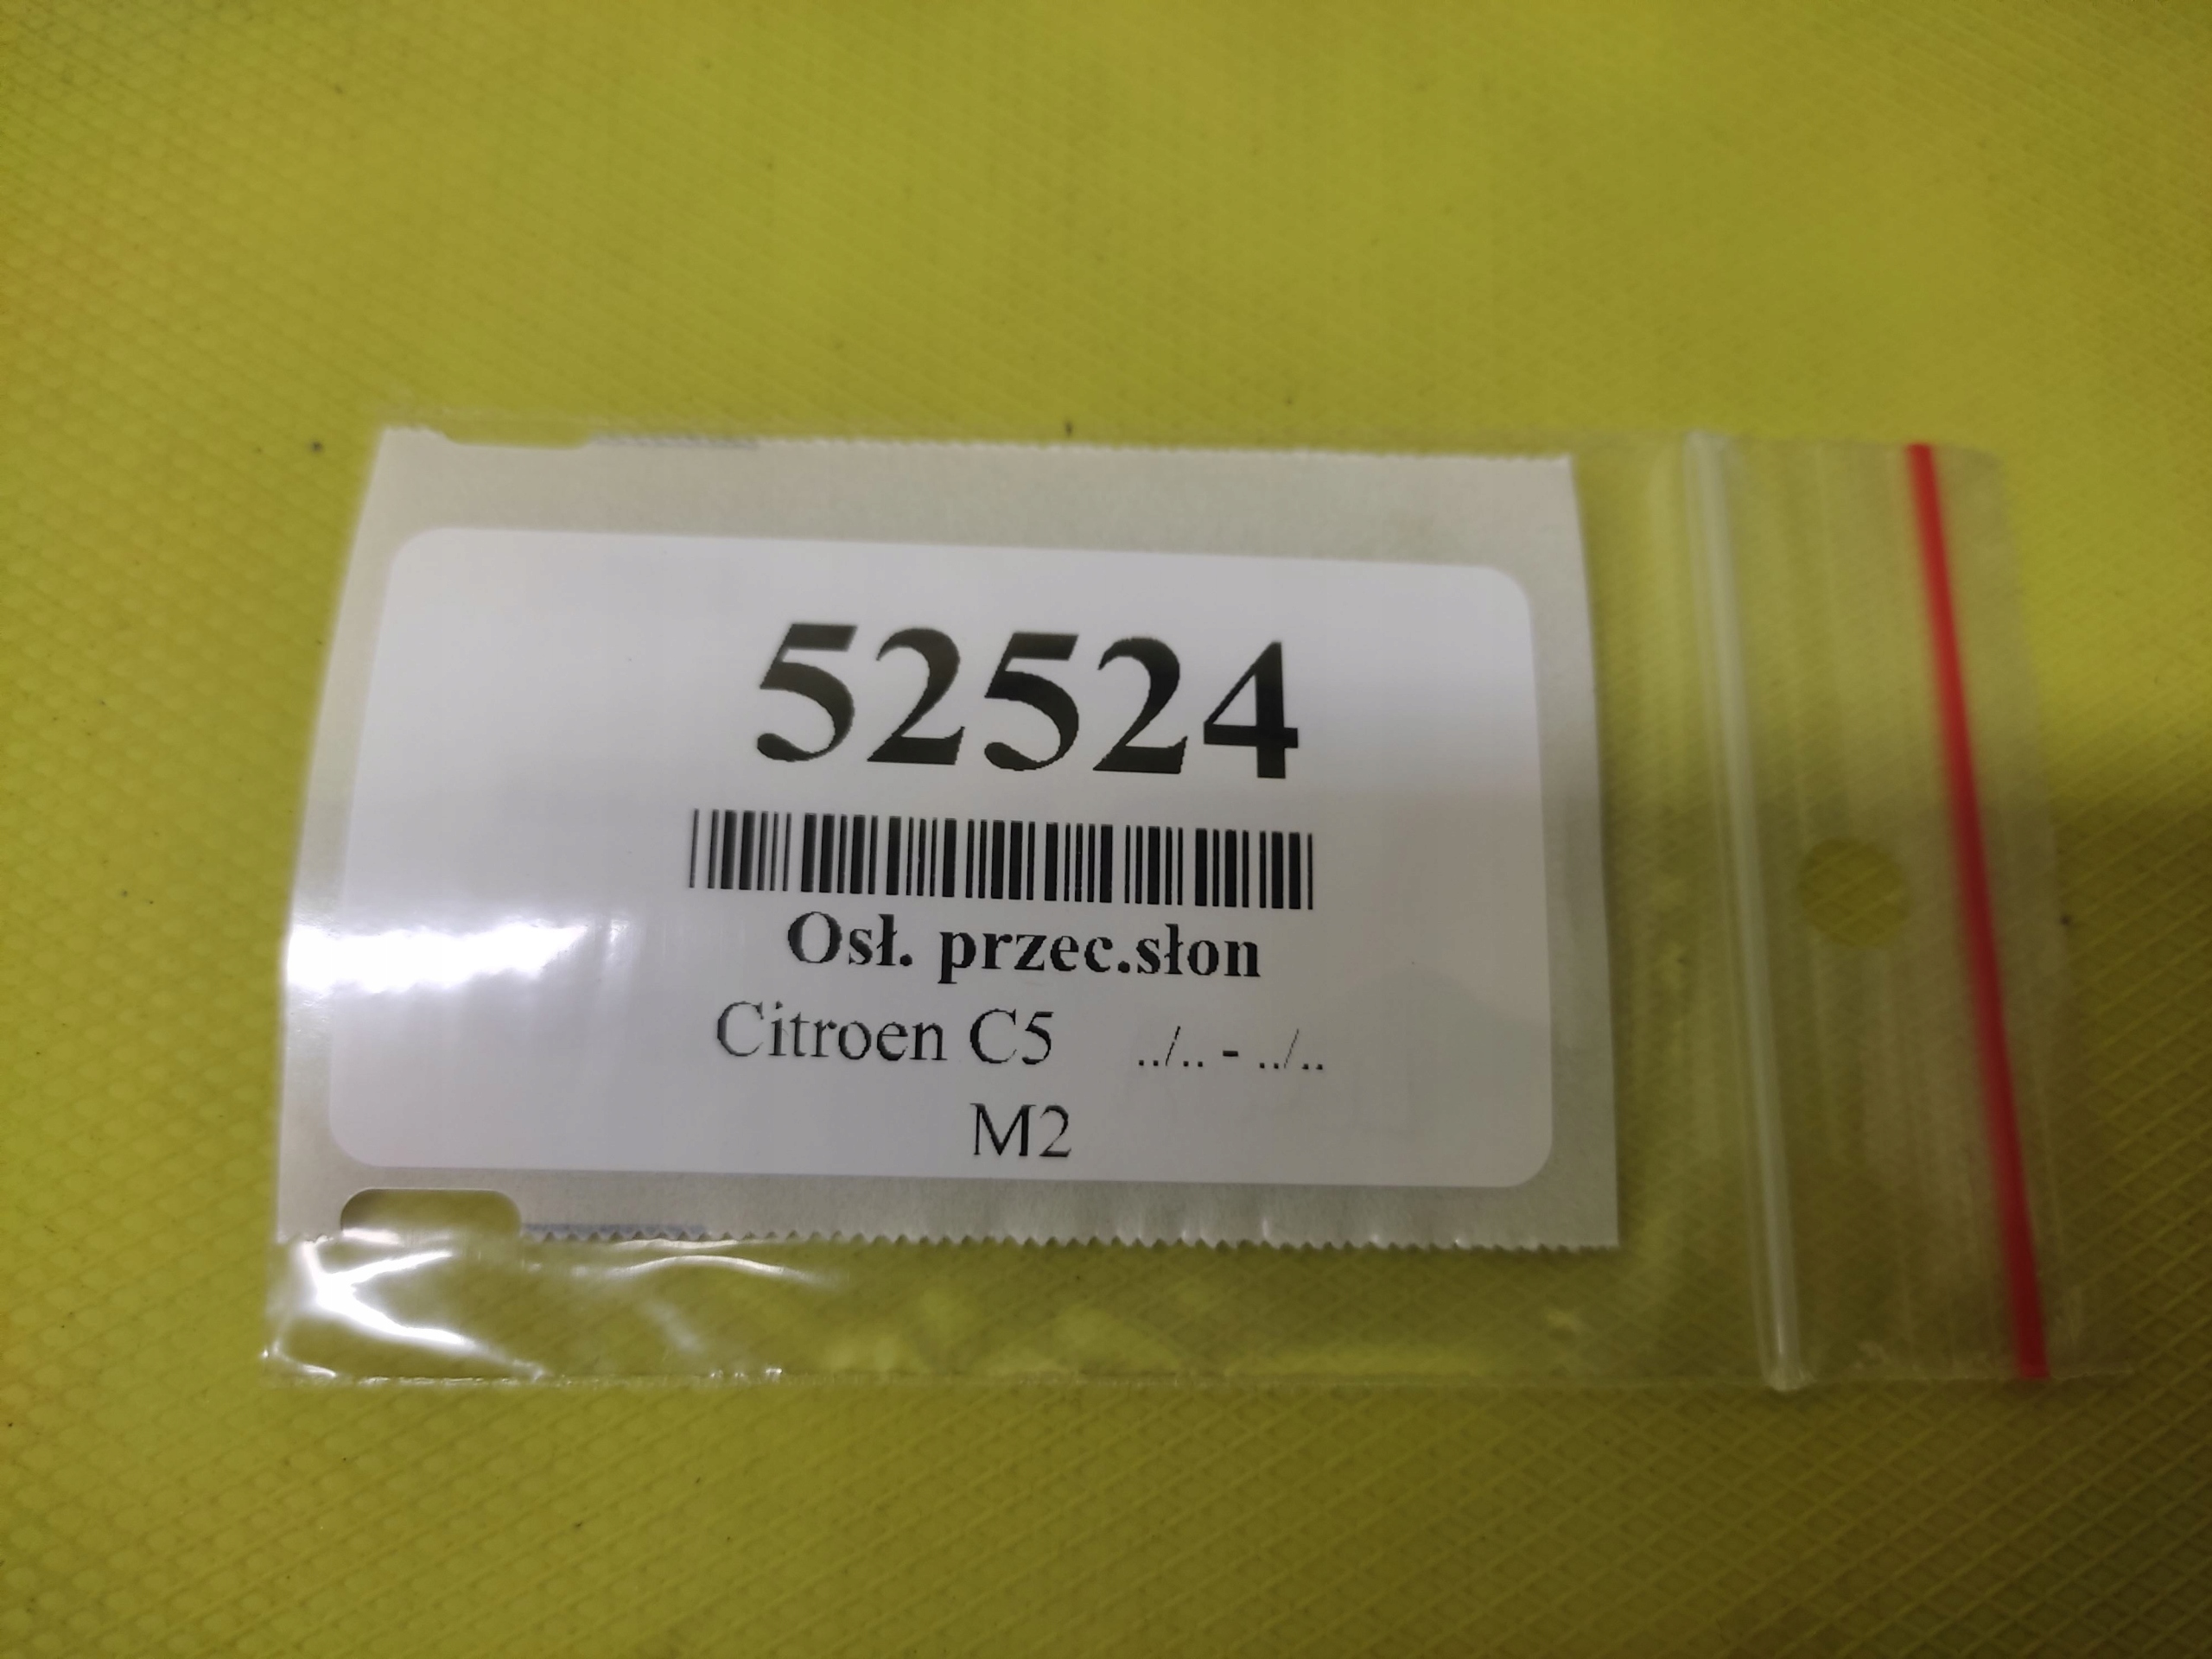 52524
Osł. przec.słon
Citroen C5 ../.. - ../..
M2